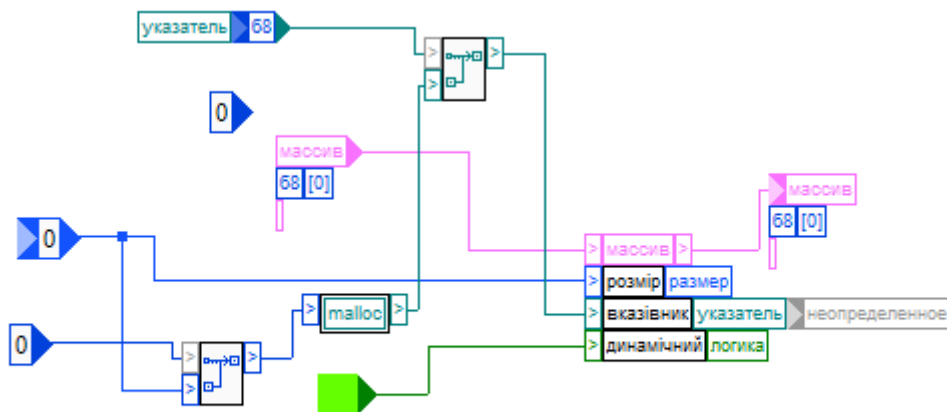 указатель б8
0
массив
б8 [0]
массив
б8 [0]
0
массив
розмір размер
malloc
вказівник указатель неопределенное
0
динамічний логика